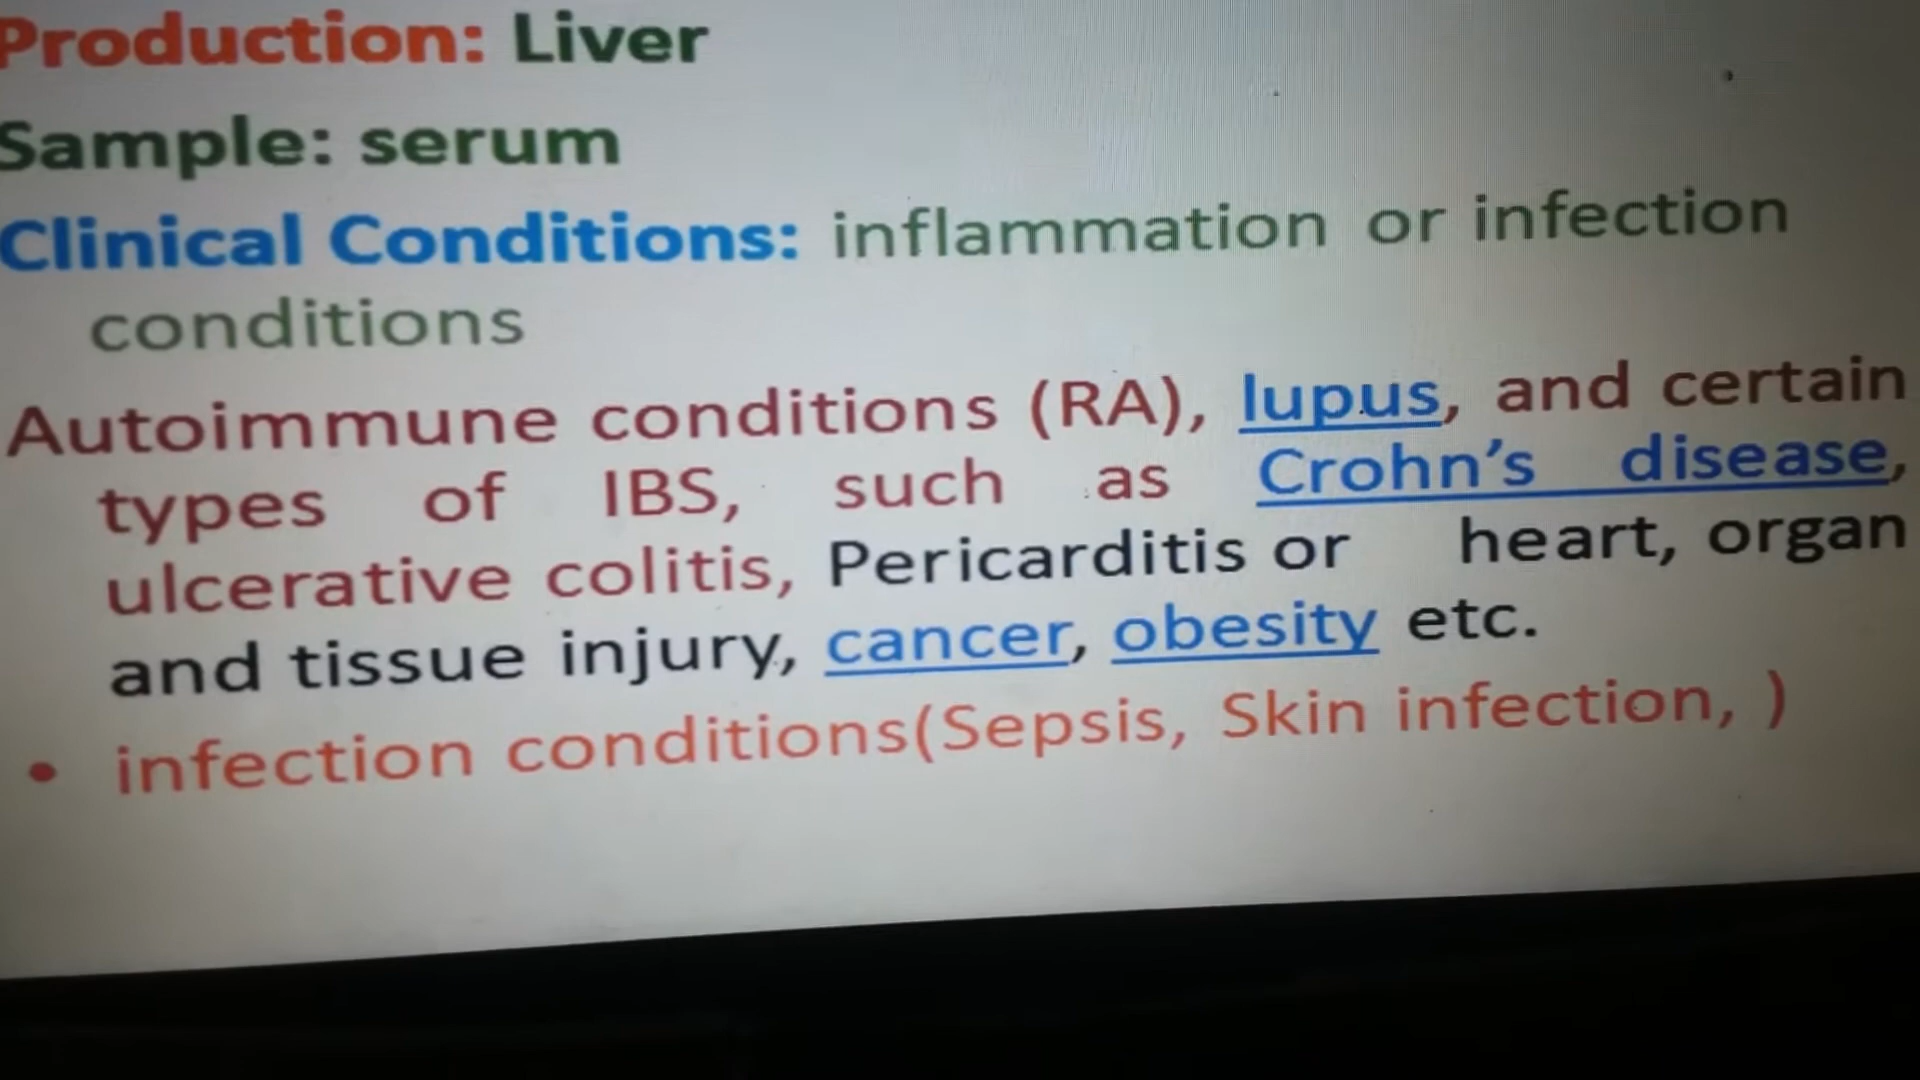 Production: Liver
Sample: serum
Clinical Conditions: inflammation or infection
conditions
Autoimmune conditions (RA), lupus, and certain
types of IBS, such as Crohn's disease,
ulcerative colitis, Pericarditis or heart, organ
and tissue injury, cancer, obesity etc.
• infection conditions(Sepsis, Skin infection, )